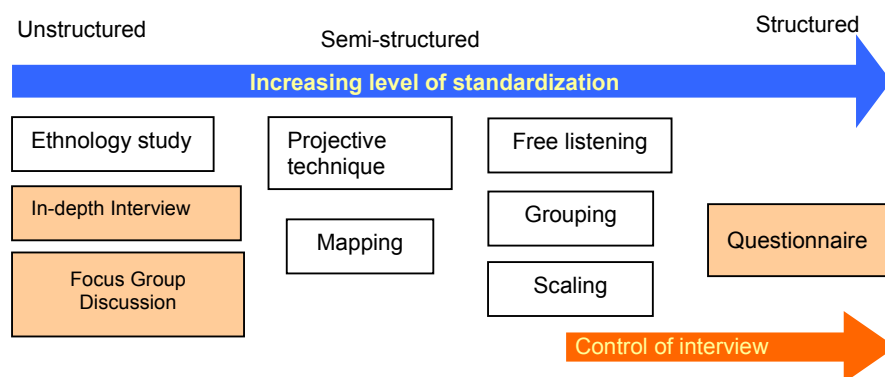 Unstructured
Semi-structured
Structured
Increasing level of standardization
Ethnology study
Projective
technique
Free listening
In-depth Interview
Grouping
Mapping
Questionnaire
Focus Group
Discussion
Scaling
Control of interview